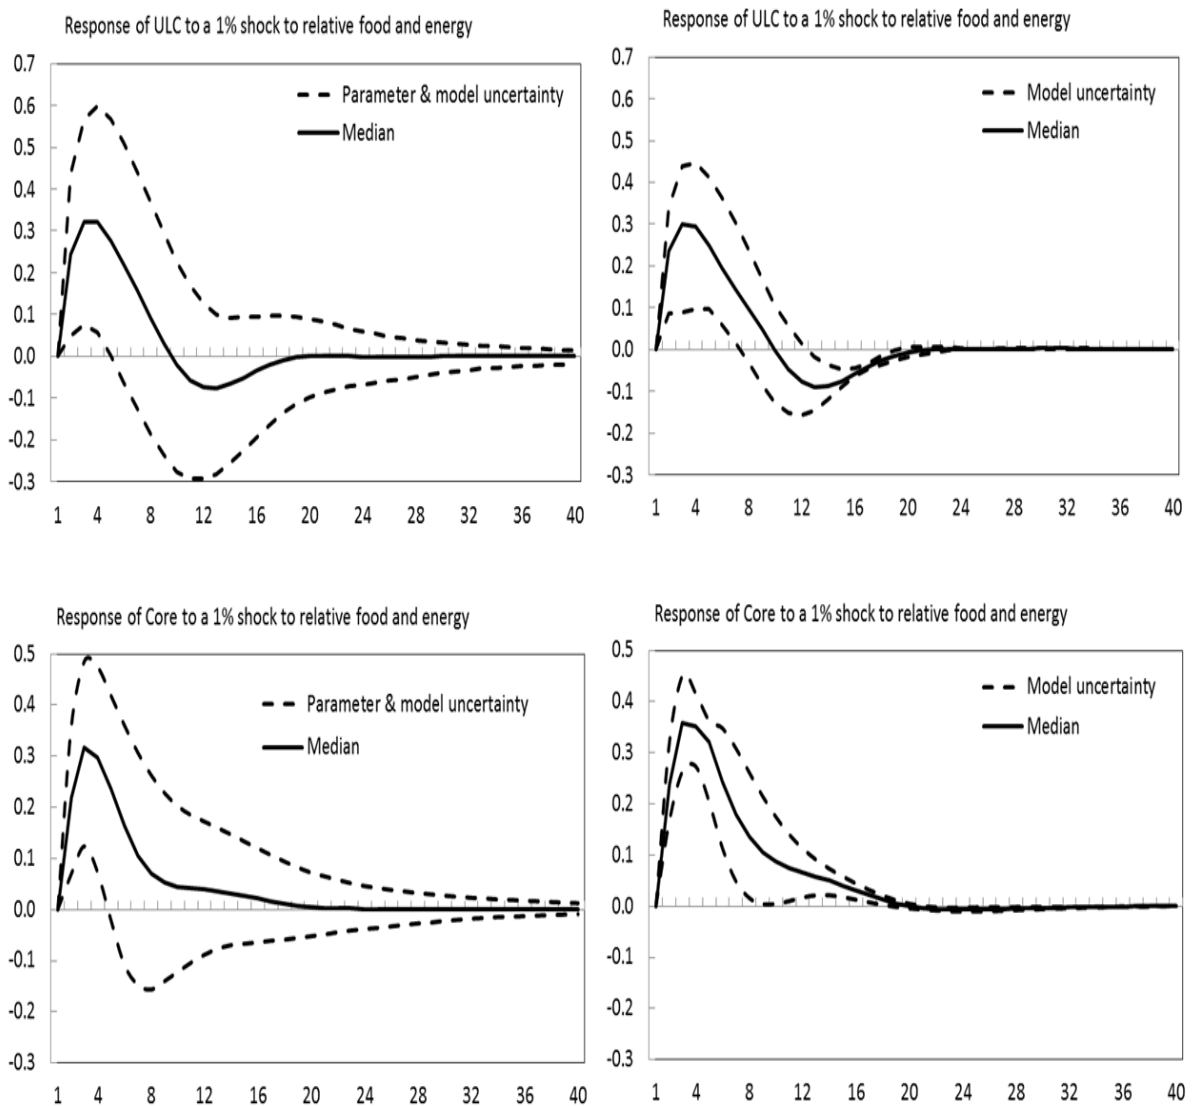 Response of ULC to a 1% shock to relative food and energy
0.7
0.6
0.5
0.4
0.3
0.2
0.1
0.0
-0.1
-0.2
-0.3
Parameter & model uncertainty
Median
1 4 8 12 16 20 24 28 32 36 40
Response of ULC to a 1% shock to relative food and energy
0.7
0.6
0.5
0.4
0.3
0.2
0.1
0.0
-0.1
-0.2
-0.3
Model uncertainty
Median
1 4 8 12 16 20 24 28 32 36 40
Response of Core to a 1% shock to relative food and energy
0.5
0.4
0.3
0.2
0.1
0.0
-0.1
-0.2
-0.3
Parameter & model uncertainty
Median
1 4 8 12 16 20 24 28 32 36 40
Response of Core to a 1% shock to relative food and energy
0.5
0.4
0.3
0.2
0.1
0.0
-0.1
-0.2
-0.3
Model uncertainty
Median
1 4 8 12 16 20 24 28 32 36 40